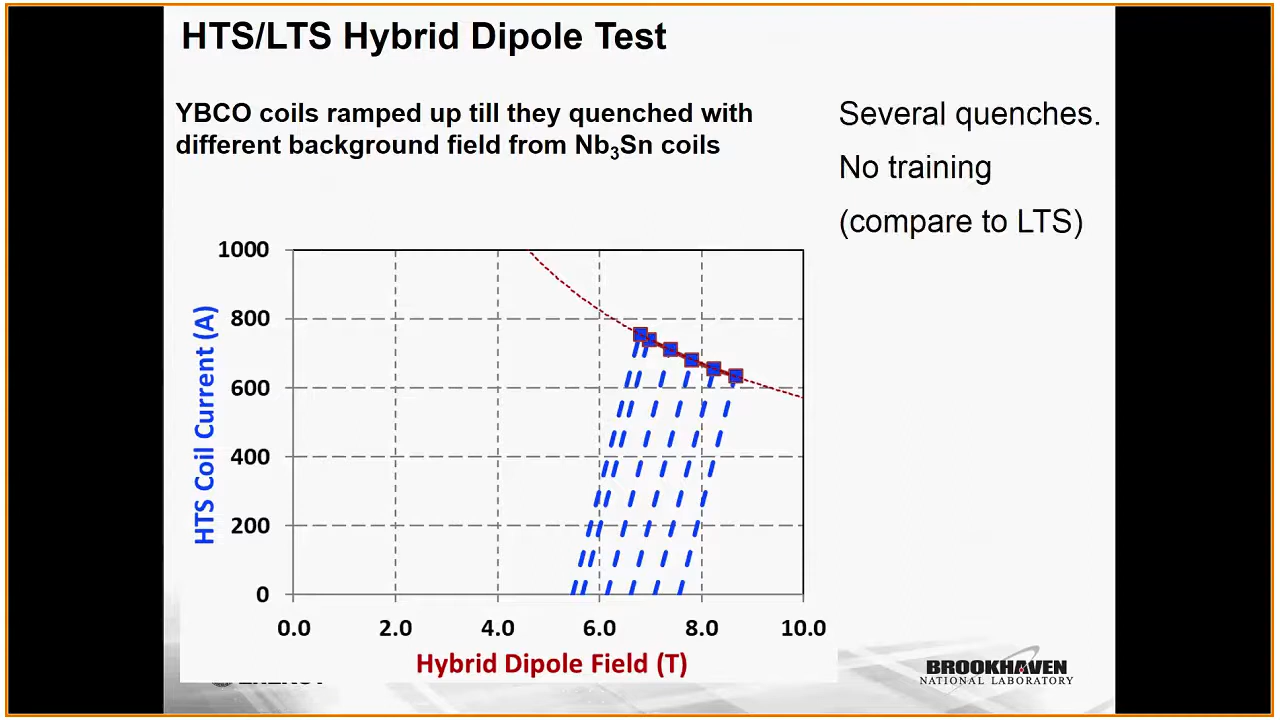 HTS/LTS Hybrid Dipole Test
YBCO coils ramped up till they quenched with
different background field from Nb₃Sn coils
Several quenches.
No training
(compare to LTS)
HTS Coil Current (A)
1000
800
600
400
200
0
0.0 2.0 4.0 6.0 8.0 10.0
Hybrid Dipole Field (T)
BROOKHAVEN
NATIONAL LABORATORY